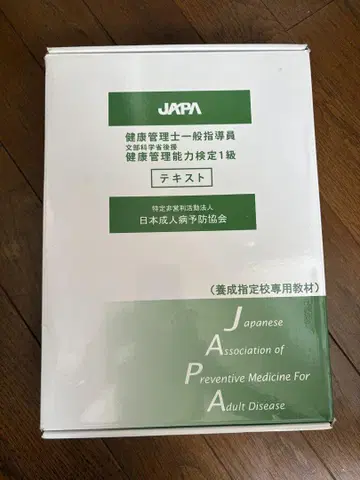 JAPA
健康管理士一般指導員
文部科学省後援
健康管理能力検定1級
テキスト
特定非営利活動法人
日本成人病予防協会
(養成指定校専用教材)
Japanese
Association of
Preventive Medicine For
Adult Disease